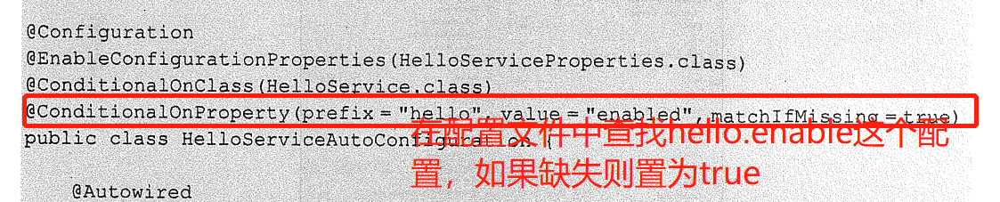 @Configuration
@EnableConfigurationProperties(HelloServiceProperties.class)
@ConditionalOnClass(HelloService.class)
@ConditionalOnProperty(prefix = "hello", value = "enabled", matchIfMissing = true)
public class HelloServiceAutoConfiguration {
在配置文件中查找hello.enable这个配
置，如果缺失则置为true
@Autowired